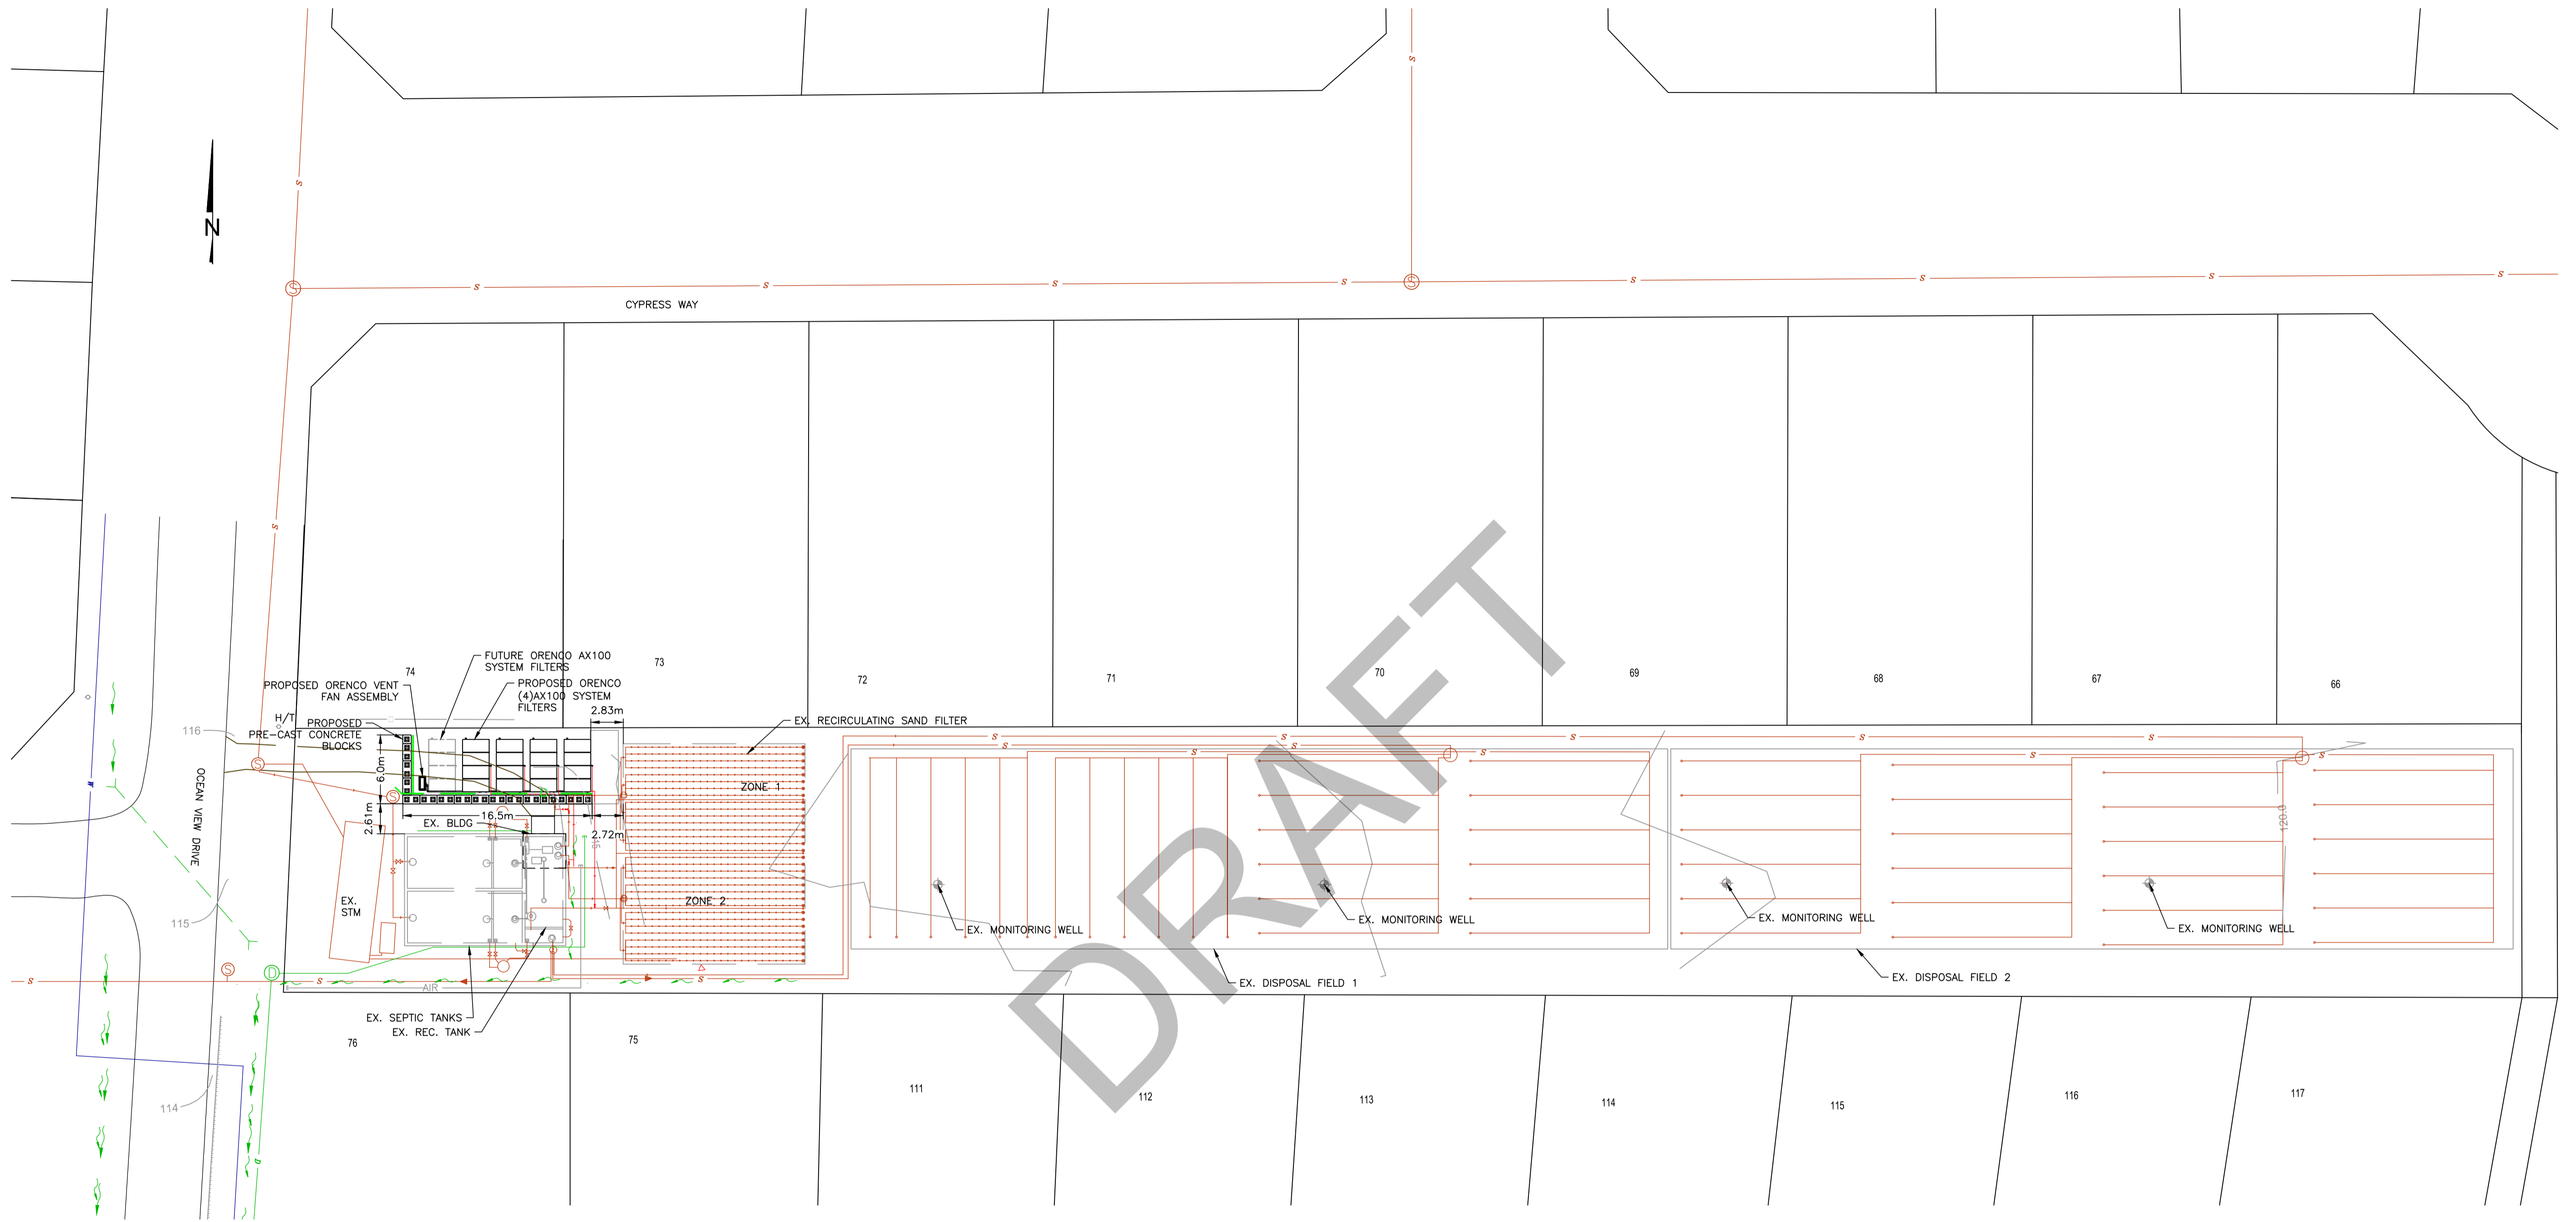 S
S
N
S
S
S
S
S
S
S
S
S
S
S
S
CYPRESS WAY
S
FUTURE ORENCO AX100
SYSTEM FILTERS
73
74
72
71
70
69
68
67
66
PROPOSED ORENCO VENT
FAN ASSEMBLY
PROPOSED ORENCO
(4)AX100 SYSTEM
FILTERS
2.83m
H/T
PROPOSED
PRE-CAST CONCRETE
BLOCKS
EX. RECIRCULATING SAND FILTER
116
S
S
S
S
S
S
S
S
S
S
S
S
S
6.0m
ZONE 1
OCEAN VIEW DRIVE
W
S
16.5m
2.61m
EX. BLDG
2.72m
120.0
115
EX.
STM
ZONE 2
EX. MONITORING WELL
EX. MONITORING WELL
EX. MONITORING WELL
EX. MONITORING WELL
DRAFT
S
D
S
S
S
AIR
EX. DISPOSAL FIELD 1
EX. DISPOSAL FIELD 2
EX. SEPTIC TANKS
EX. REC. TANK
76
75
111
112
113
114
115
116
117
114
D